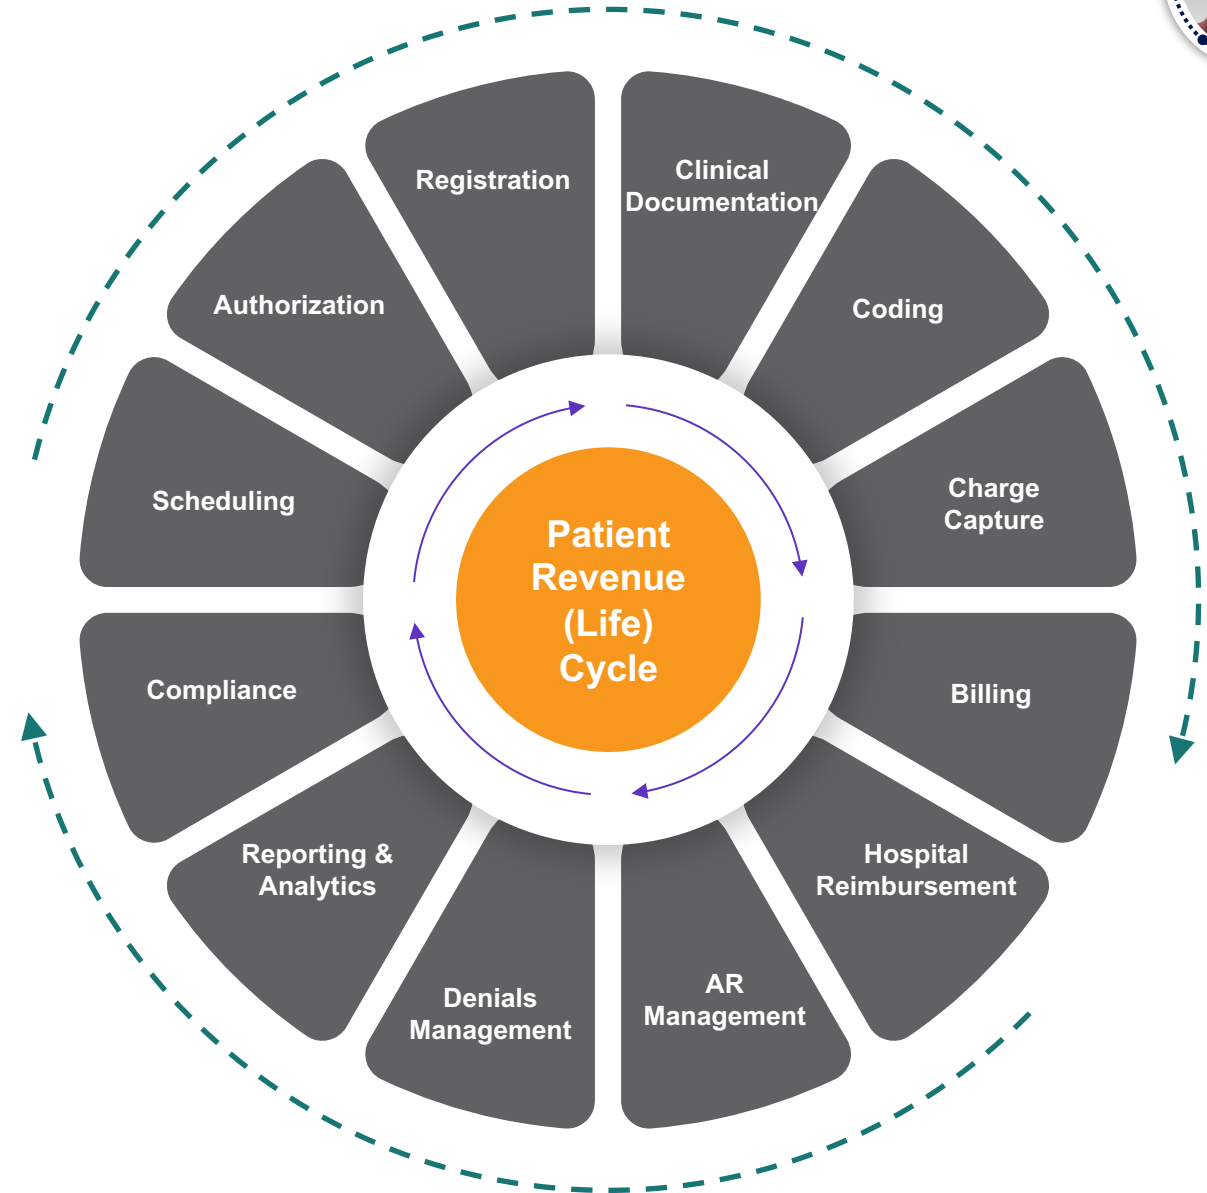 Patient
Revenue
(Life)
Cycle
Registration
Clinical
Documentation
Coding
Charge
Capture
Billing
Hospital
Reimbursement
AR
Management
Denials
Management
Reporting &
Analytics
Compliance
Scheduling
Authorization